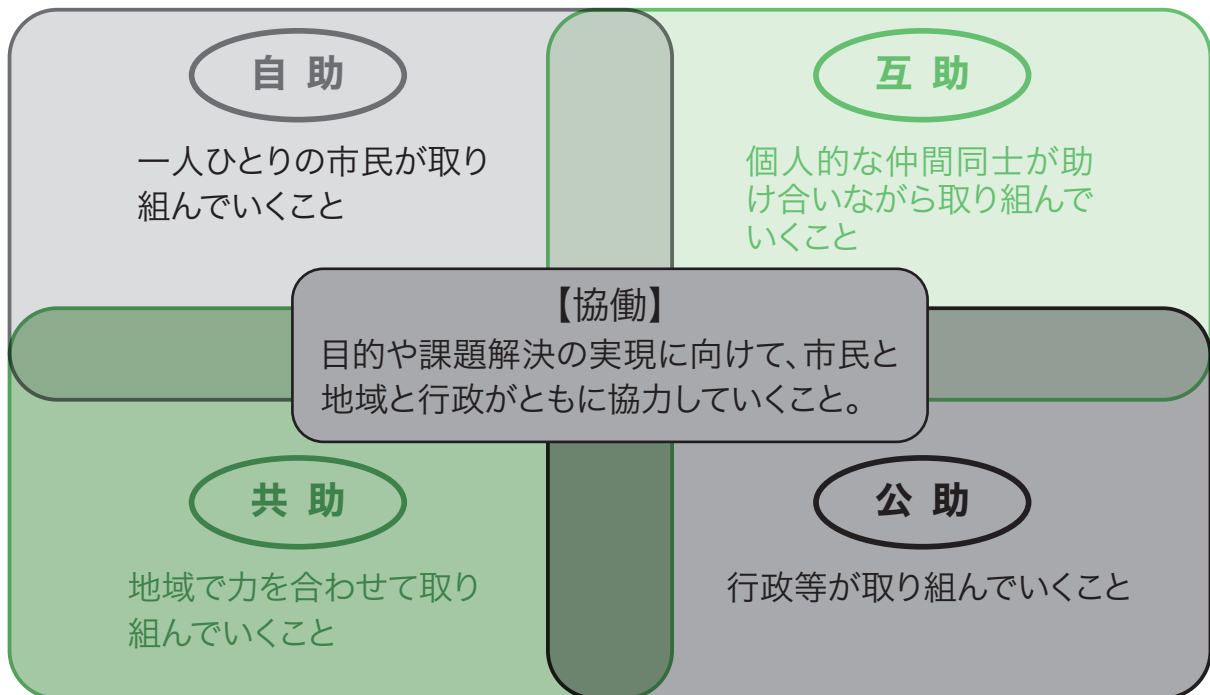 自助
一人ひとりの市民が取り
組んでいくこと
互助
個人的な仲間同士が助
け合いながら取り組んで
いくこと
【協働】
目的や課題解決の実現に向けて、市民と
地域と行政がともに協力していくこと。
共助
地域で力を合わせて取り
組んでいくこと
公助
行政等が取り組んでいくこと